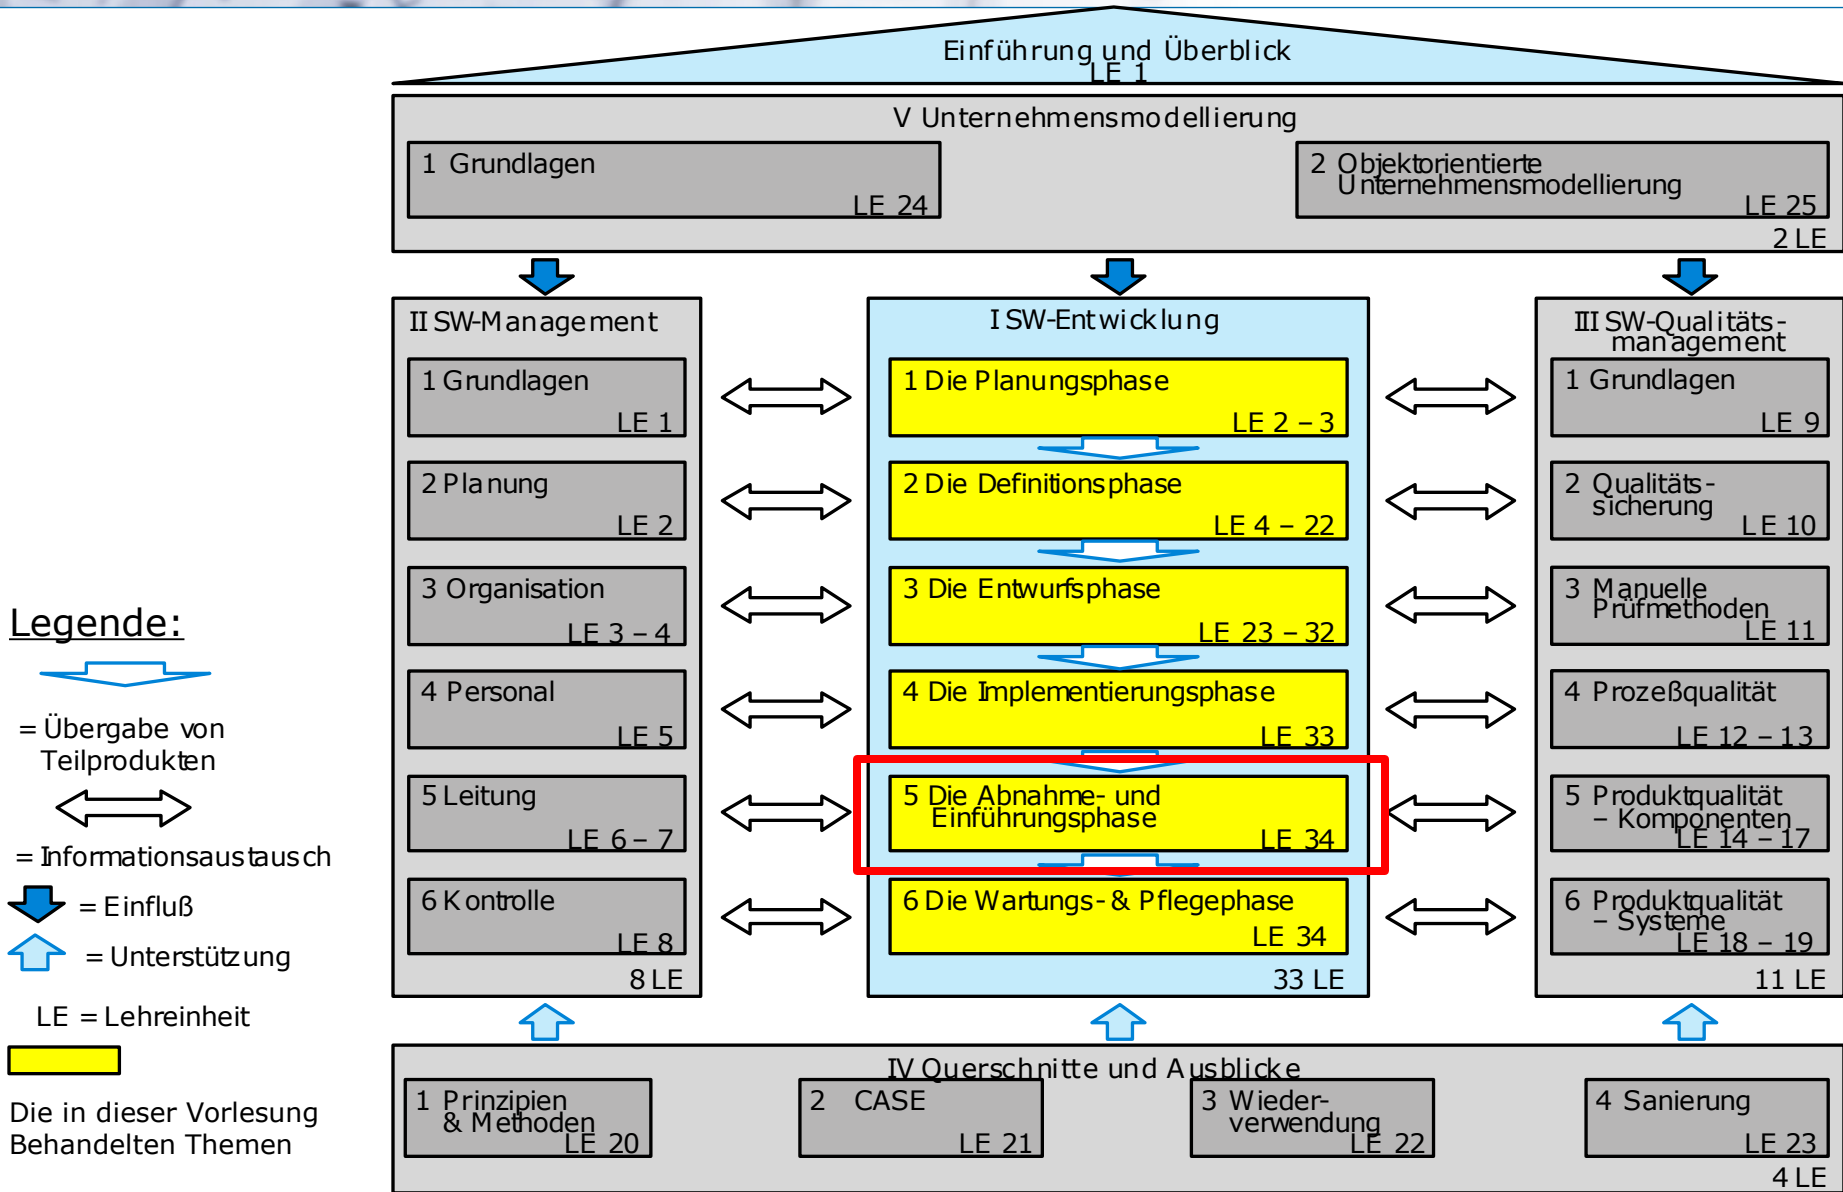 Einführung und Überblick
LE 1
V Unternehmensmodellierung
1 Grundlagen
LE 24
2 Objektorientierte
Unternehmensmodellierung
LE 25
2 LE
II SW-Management
1 Grundlagen
LE 1
2 Planung
LE 2
3 Organisation
LE 3 – 4
4 Personal
LE 5
5 Leitung
LE 6 – 7
6 Kontrolle
LE 8
8 LE
I SW-Entwicklung
1 Die Planungsphase
LE 2 – 3
2 Die Definitionsphase
LE 4 – 22
3 Die Entwurfsphase
LE 23 – 32
4 Die Implementierungsphase
LE 33
5 Die Abnahme- und
Einführungsphase
LE 34
6 Die Wartungs- & Pflegephase
LE 34
33 LE
III SW-Qualitäts-
management
1 Grundlagen
LE 9
2 Qualitäts-
sicherung
LE 10
3 Manuelle
Prüfmethoden
LE 11
4 Prozeßqualität
LE 12 – 13
5 Produktqualität
– Komponenten
LE 14 – 17
6 Produktqualität
– Systeme
LE 18 – 19
11 LE
IV Querschnitte und Ausblicke
1 Prinzipien
& Methoden
LE 20
2 CASE
LE 21
3 Wieder-
verwendung
LE 22
4 Sanierung
LE 23
4 LE
Legende:
= Übergabe von
Teilprodukten
= Informationsaustausch
= Einfluß
= Unterstützung
LE = Lehreinheit
Die in dieser Vorlesung
Behandelten Themen